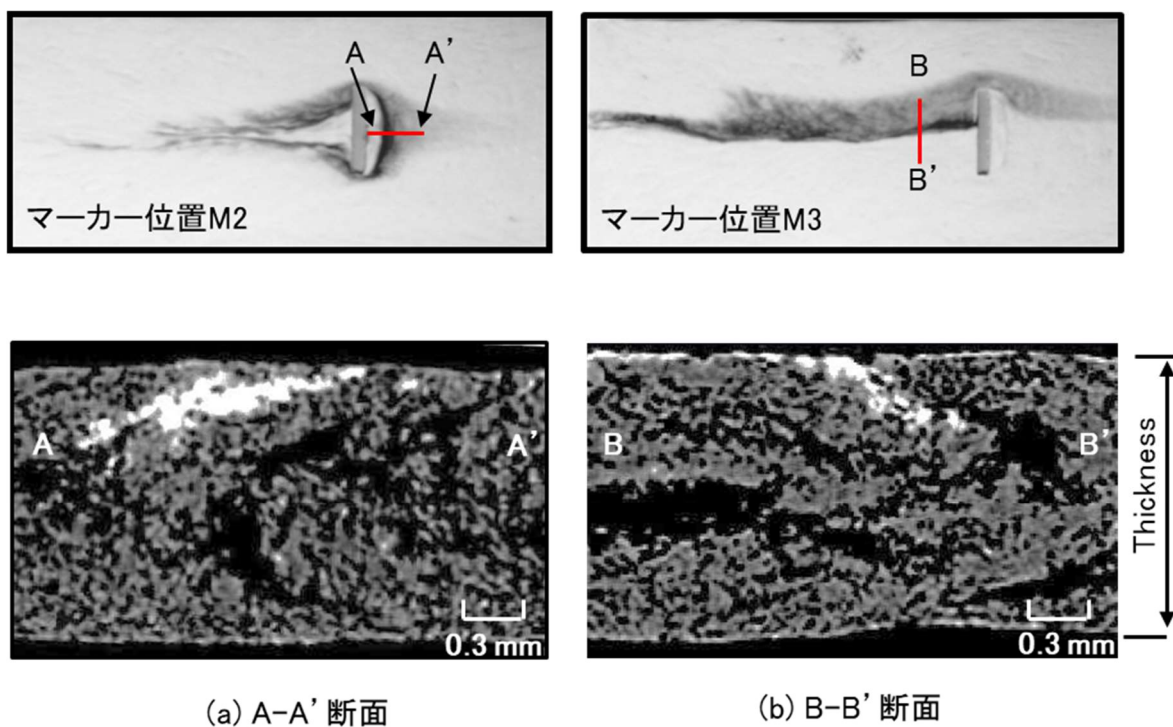 A A’
マーカー位置M2
B
B’
マーカー位置M3
A A’
0.3 mm
B B’
0.3 mm
Thickness
(a) A-A’断面
(b) B-B’断面